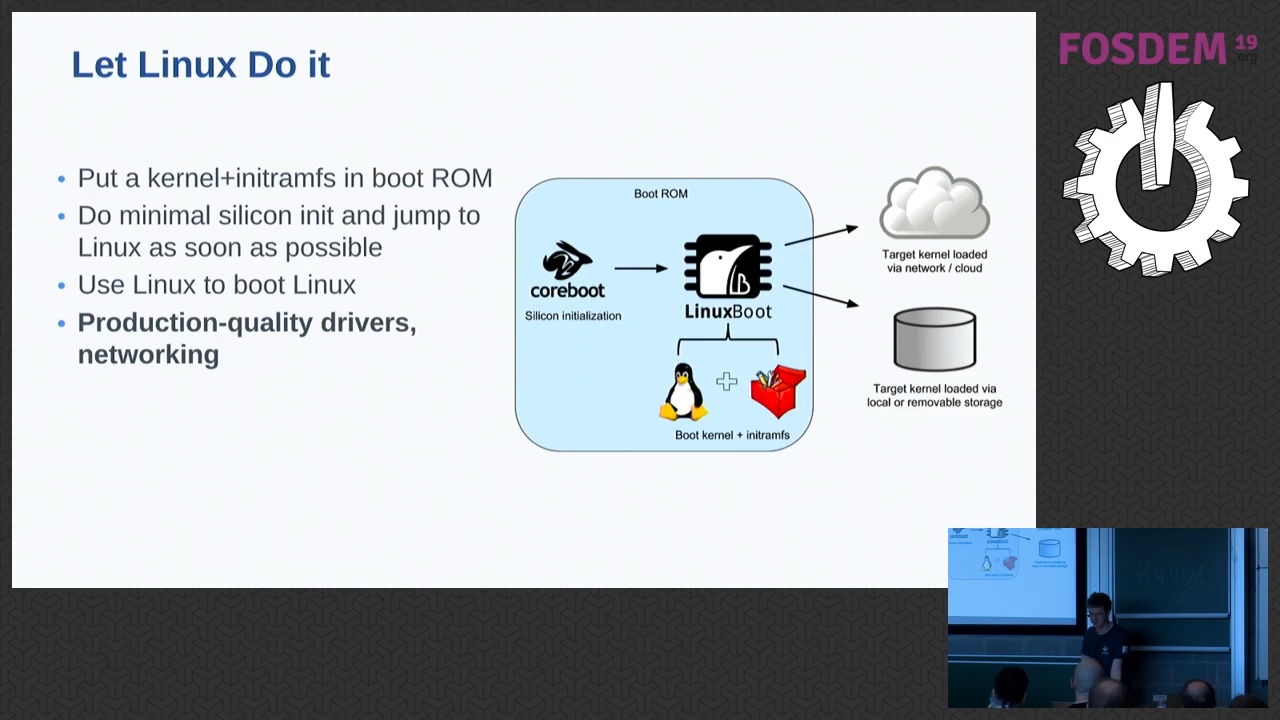 Let Linux Do it
• Put a kernel+initramfs in boot ROM
• Do minimal silicon init and jump to
Linux as soon as possible
• Use Linux to boot Linux
• Production-quality drivers,
networking
Boot ROM
coreboot
Silicon initialization
LB
LinuxBoot
Boot kernel + initramfs
Target kernel loaded
via network / cloud
Target kernel loaded via
local or removable storage
FOSDEM 19
.org
K4.401